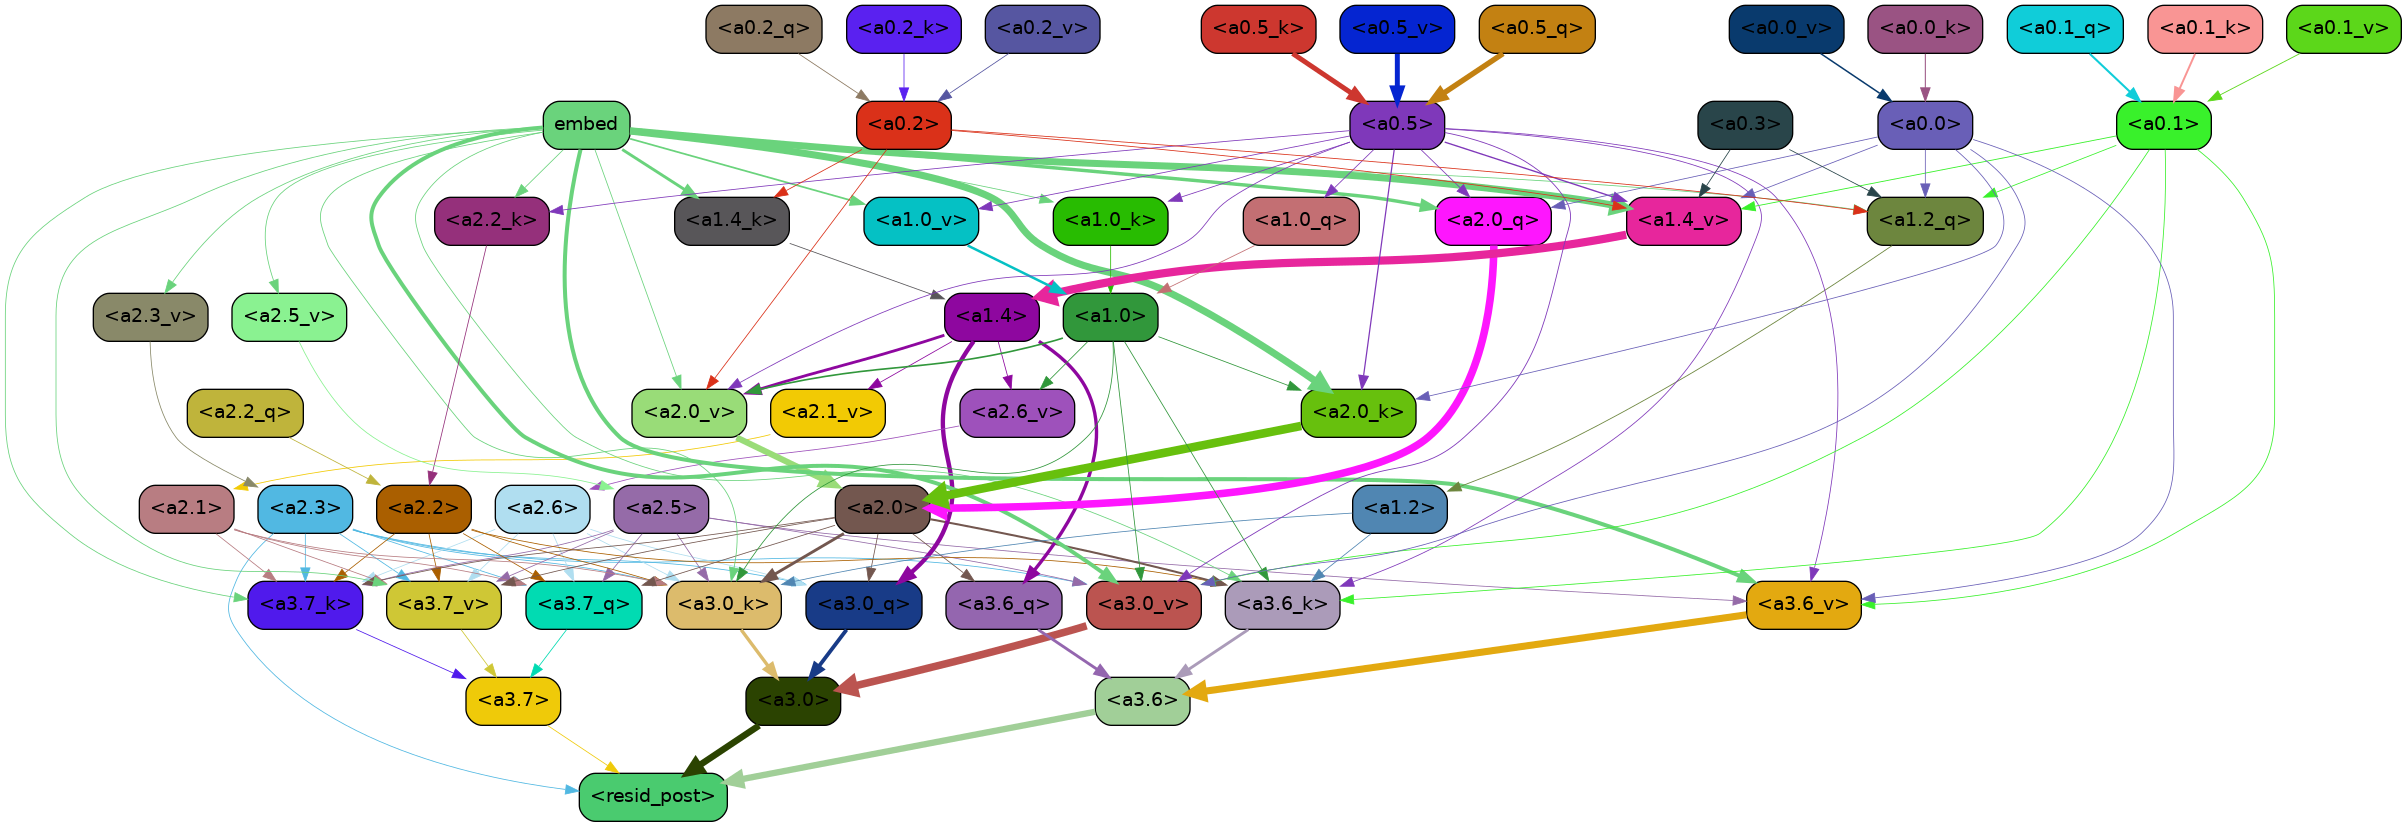 <a0.2_q> <a0.2_k> <a0.2_v> <a0.5_k> <a0.5_v> <a0.5_q> <a0.0_v> <a0.0_k> <a0.1_q> <a0.1_k> <a0.1_v>
embed <a0.2> <a0.5> <a0.3> <a0.0> <a0.1>
<a2.2_k> <a1.4_k> <a1.0_v> <a1.0_k> <a1.0_q> <a2.0_q> <a1.4_v> <a1.2_q>
<a2.3_v> <a2.5_v> <a1.4> <a1.0>
<a2.2_q> <a2.0_v> <a2.1_v> <a2.6_v> <a2.0_k>
<a2.1> <a2.3> <a2.2> <a2.6> <a2.5> <a2.0> <a1.2>
<a3.7_k> <a3.7_v> <a3.7_q> <a3.0_k> <a3.0_q> <a3.6_q> <a3.0_v> <a3.6_k> <a3.6_v>
<a3.7> <a3.0> <a3.6>
<resid_post>